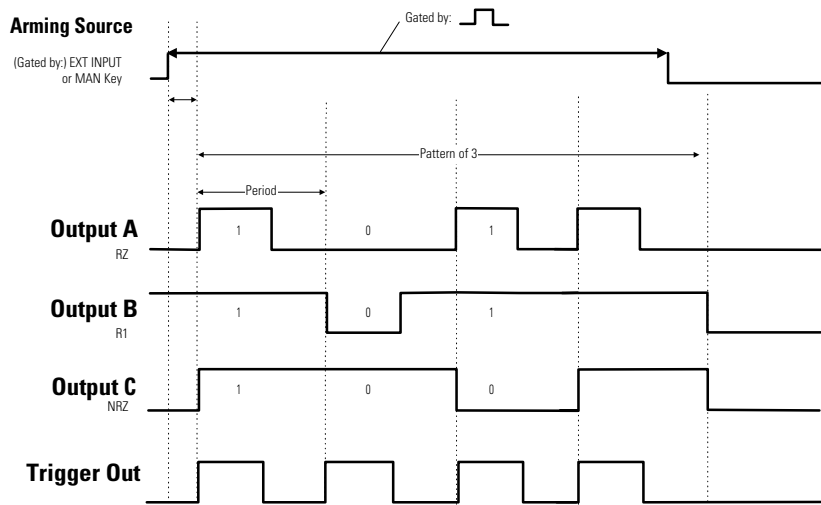 Arming Source
Gated by:
(Gated by:) EXT INPUT
or MAN Key
Pattern of 3
Period
Output A
RZ
1 0 1
Output B
R1
1 0 1
Output C
NRZ
1 0 0
Trigger Out